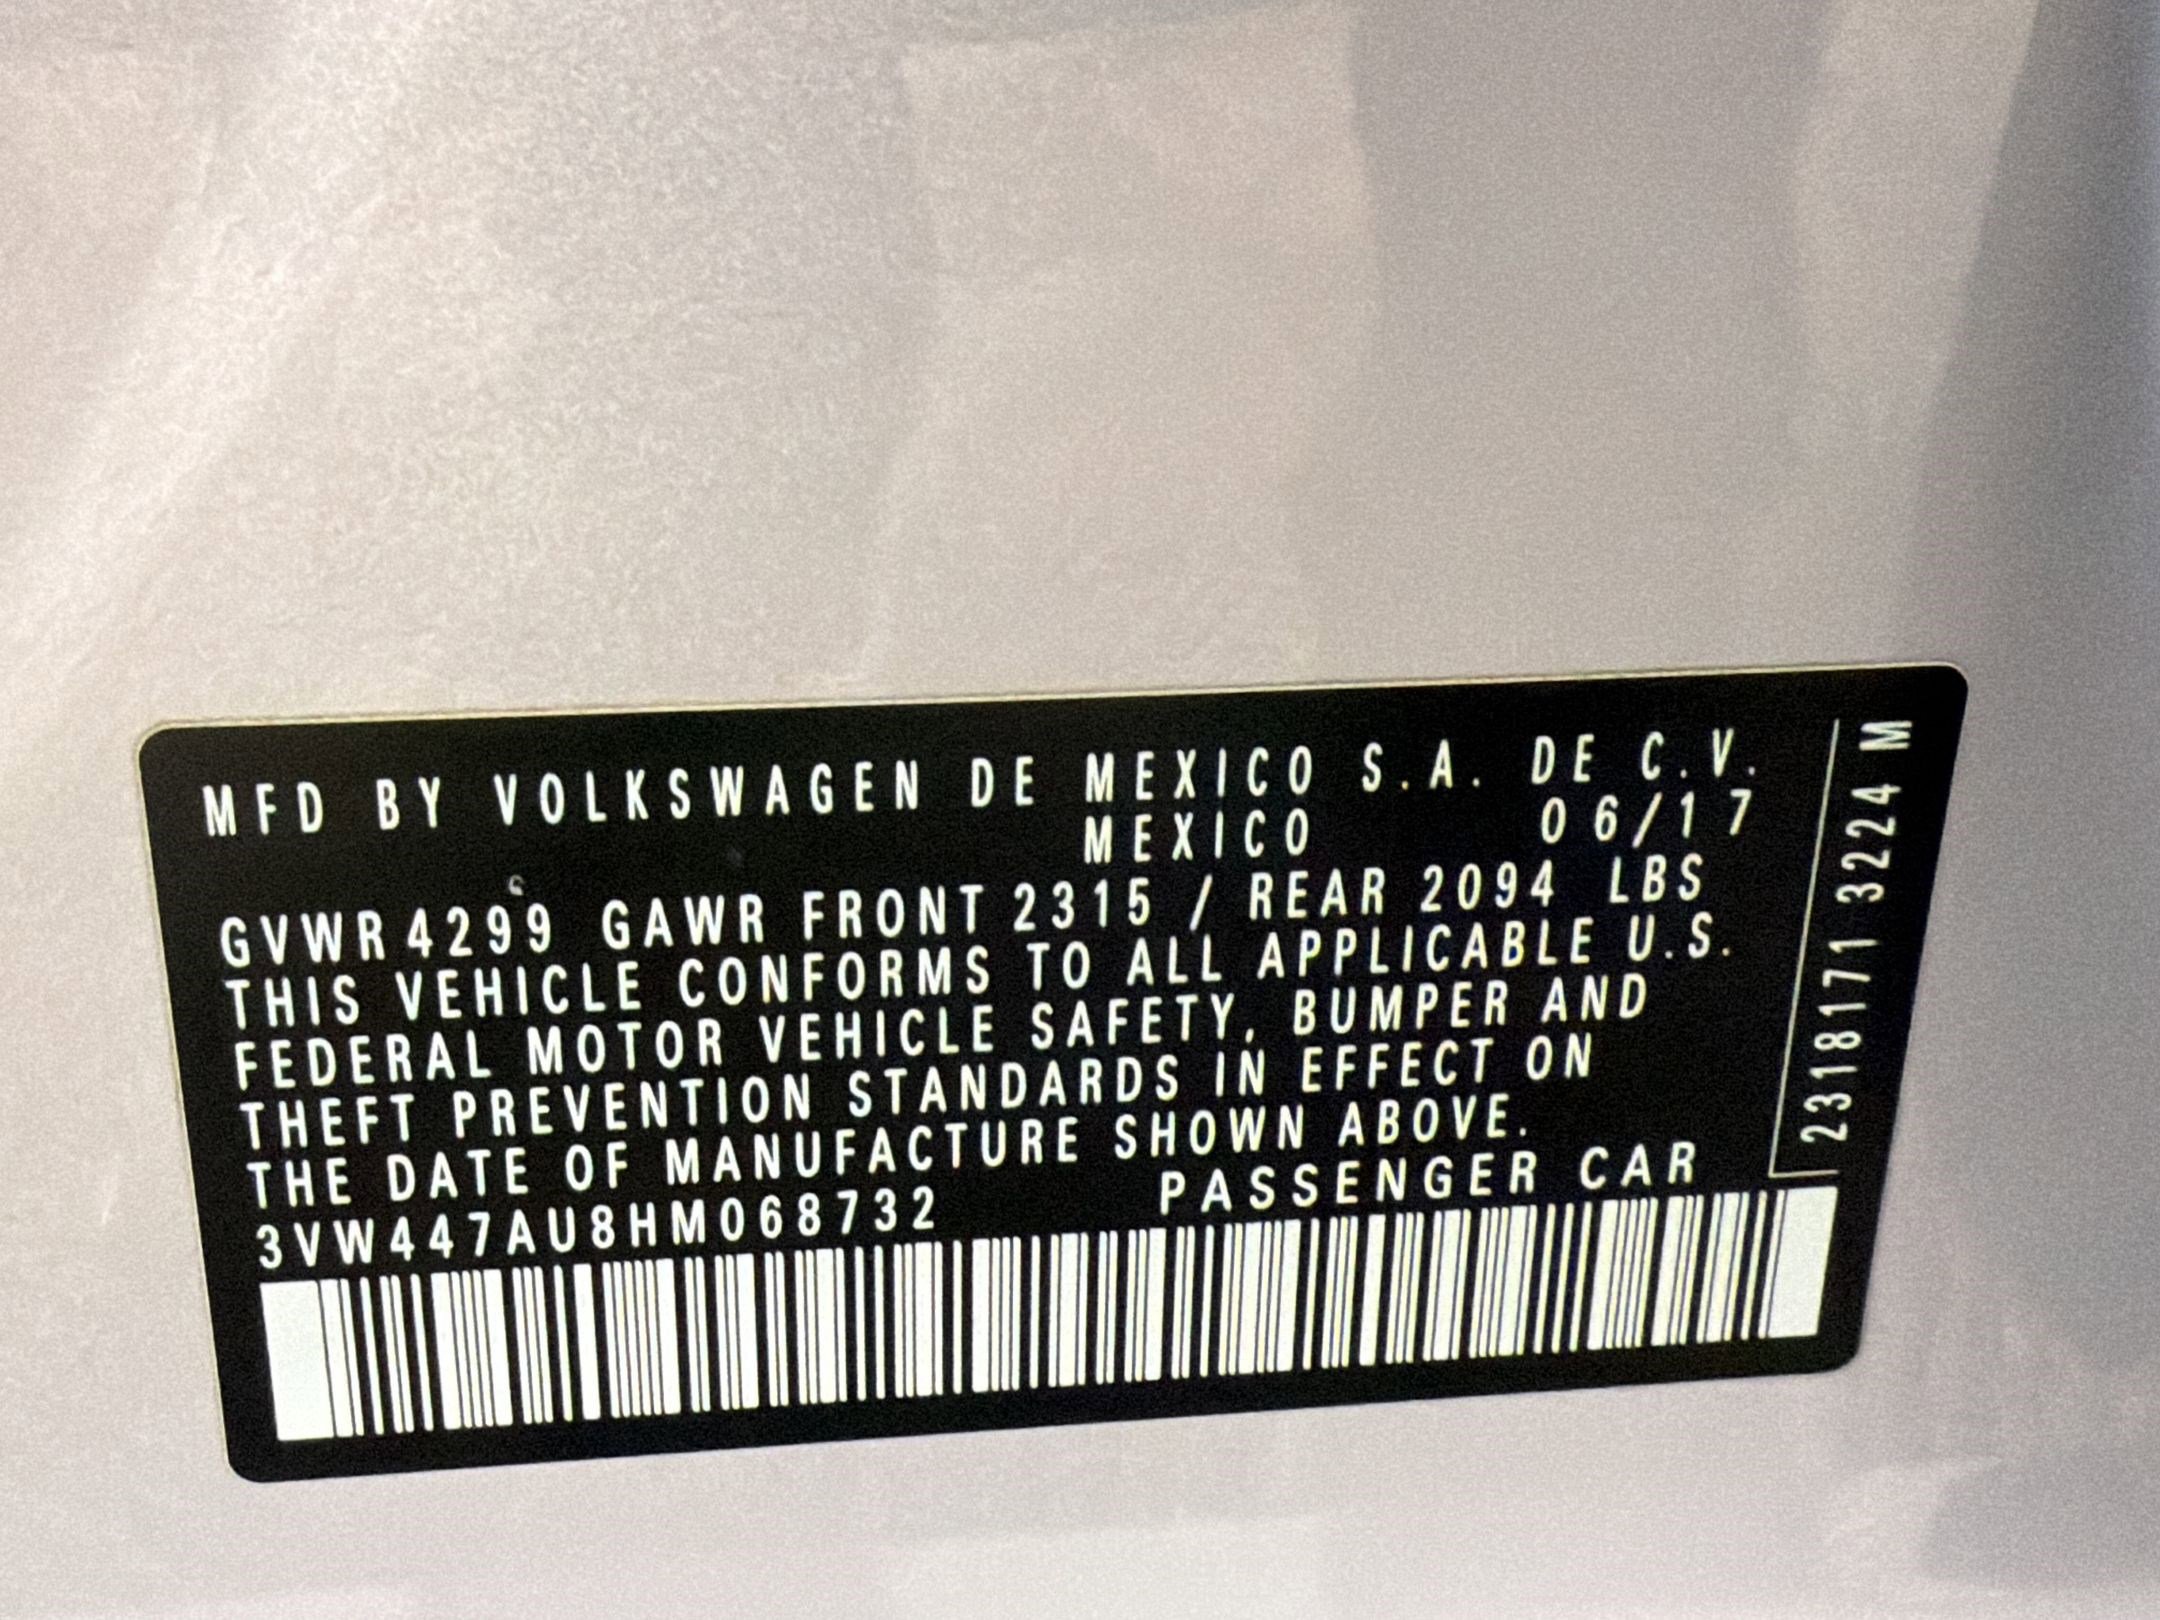 MFD BY VOLKSWAGEN DE MEXICO S.A. DE C.V.
MEXICO 06/17
GVWR 4299 GAWR FRONT 2315 / REAR 2094 LBS
THIS VEHICLE CONFORMS TO ALL APPLICABLE U.S.
FEDERAL MOTOR VEHICLE SAFETY, BUMPER AND
THEFT PREVENTION STANDARDS IN EFFECT ON
THE DATE OF MANUFACTURE SHOWN ABOVE.
3VW447AU8HM068732 PASSENGER CAR
2318171 3224 M